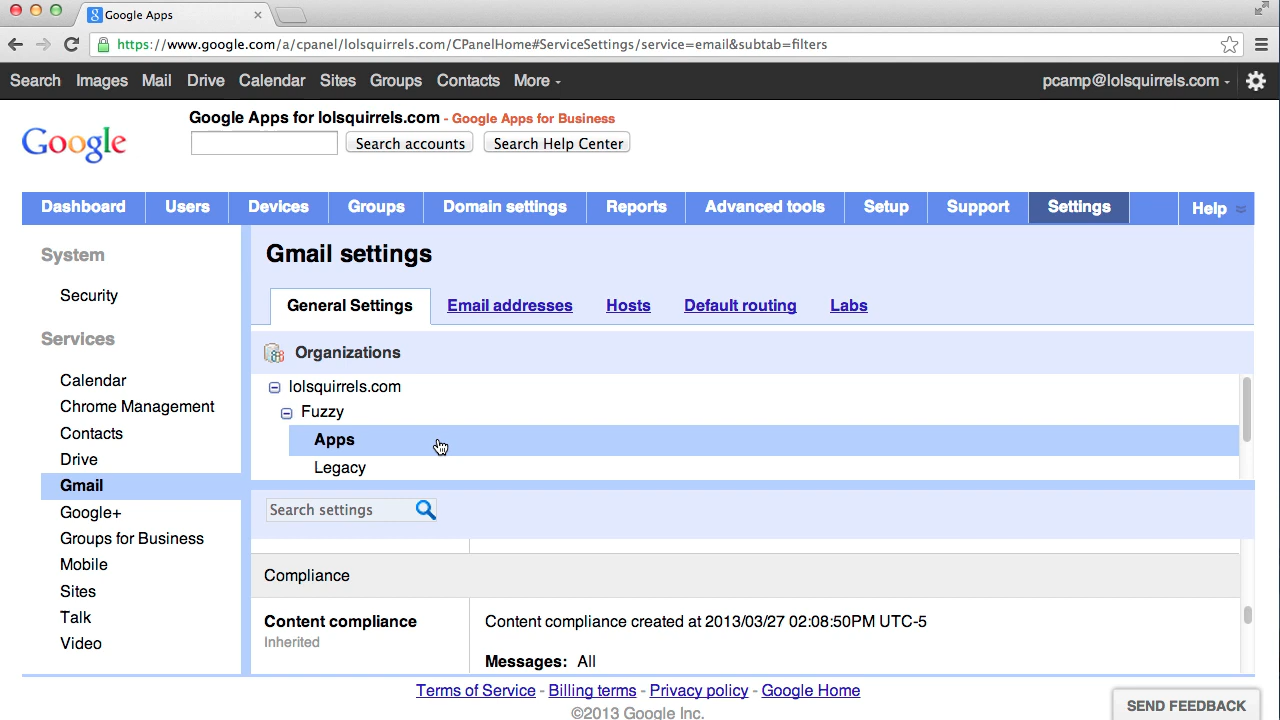 Google Apps
https://www.google.com/a/cpanel/lolsquirrels.com/CPanelHome#ServiceSettings/service=email&subtab=filters
Search Images Mail Drive Calendar Sites Groups Contacts More pcamp@lolsquirrels.com
Google Apps for lolsquirrels.com - Google Apps for Business
Google
Search accounts Search Help Center
Dashboard Users Devices Groups Domain settings Reports Advanced tools Setup Support Settings Help
System
Security
Services
Calendar
Chrome Management
Contacts
Drive
Gmail
Google+
Groups for Business
Mobile
Sites
Talk
Video
Gmail settings
General Settings Email addresses Hosts Default routing Labs
Organizations
lolsquirrels.com
Fuzzy
Apps
Legacy
Search settings
Compliance
Content compliance Content compliance created at 2013/03/27 02:08:50PM UTC-5
Inherited
Messages: All
Terms of Service - Billing terms - Privacy policy - Google Home
©2013 Google Inc.
SEND FEEDBACK